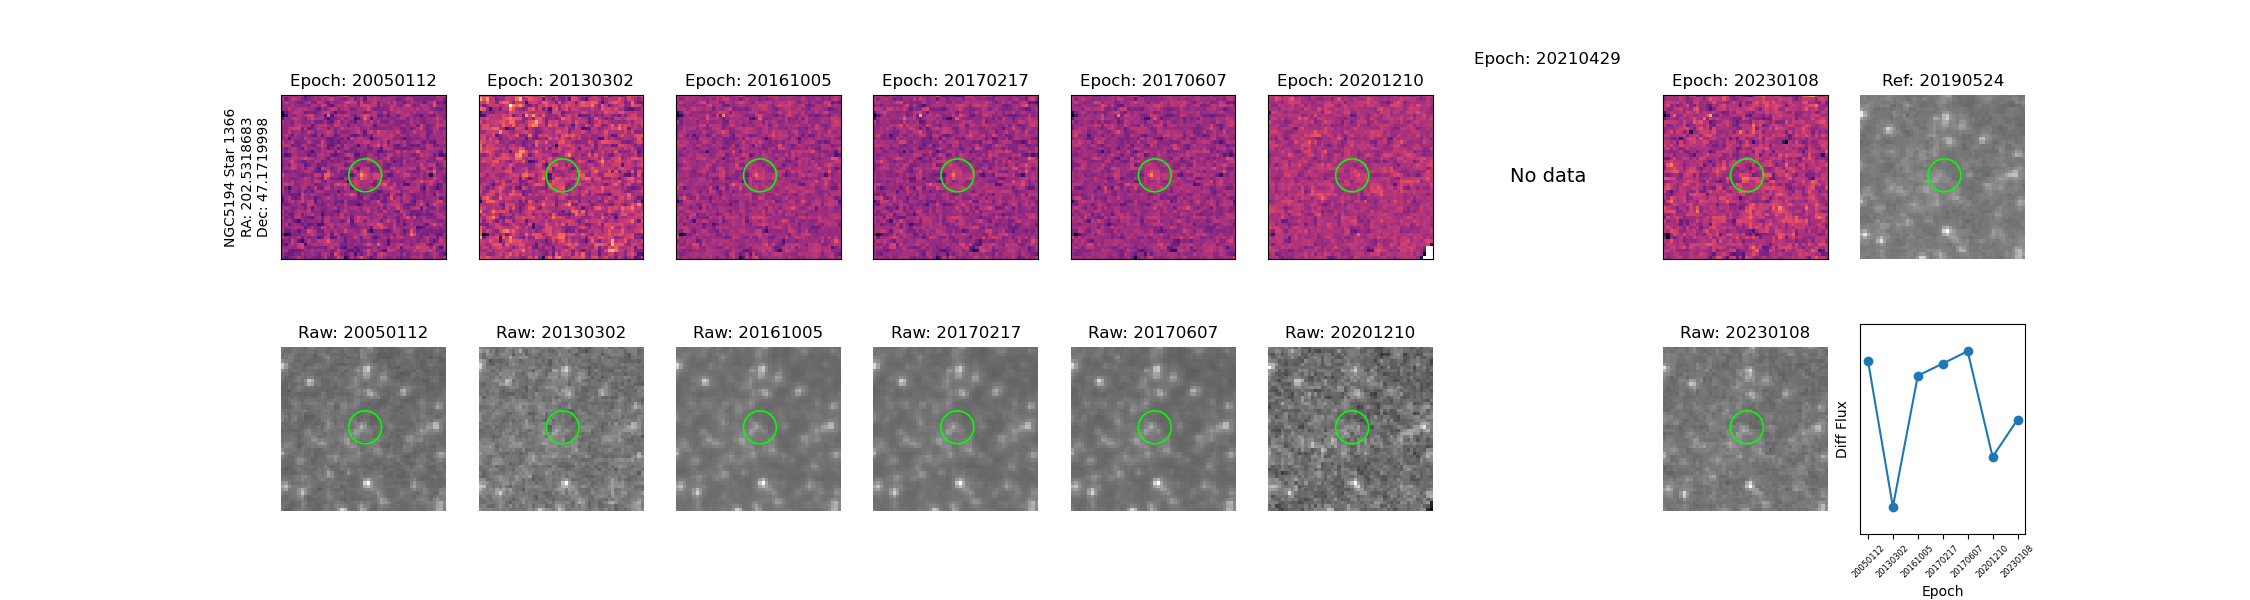 Epoch: 20050112
Epoch: 20130302
Epoch: 20161005
Epoch: 20170217
Epoch: 20170607
Epoch: 20201210
Epoch: 20210429
Epoch: 20230108
Ref: 20190524
NGC5194 Star 1366
RA: 202.5318683
Dec: 47.1719998
No data
Raw: 20050112
Raw: 20130302
Raw: 20161005
Raw: 20170217
Raw: 20170607
Raw: 20201210
Raw: 20230108
Diff Flux
20050112
20130302
20161005
20170217
20170607
20201210
20230108
Epoch